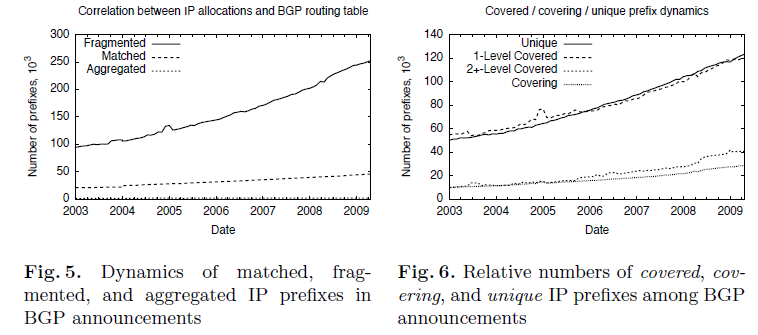 Correlation between IP allocations and BGP routing table
300
250
200
150
100
50
0
Number of prefixes, 10^3
Fragmented
Matched
Aggregated
2003 2004 2005 2006 2007 2008 2009
Date
Fig. 5. Dynamics of matched, frag-
mented, and aggregated IP prefixes in
BGP announcements
Covered / covering / unique prefix dynamics
140
120
100
80
60
40
20
0
Number of prefixes, 10^3
Unique
1-Level Covered
2+-Level Covered
Covering
2003 2004 2005 2006 2007 2008 2009
Date
Fig. 6. Relative numbers of covered, cov-
ering, and unique IP prefixes among BGP
announcements